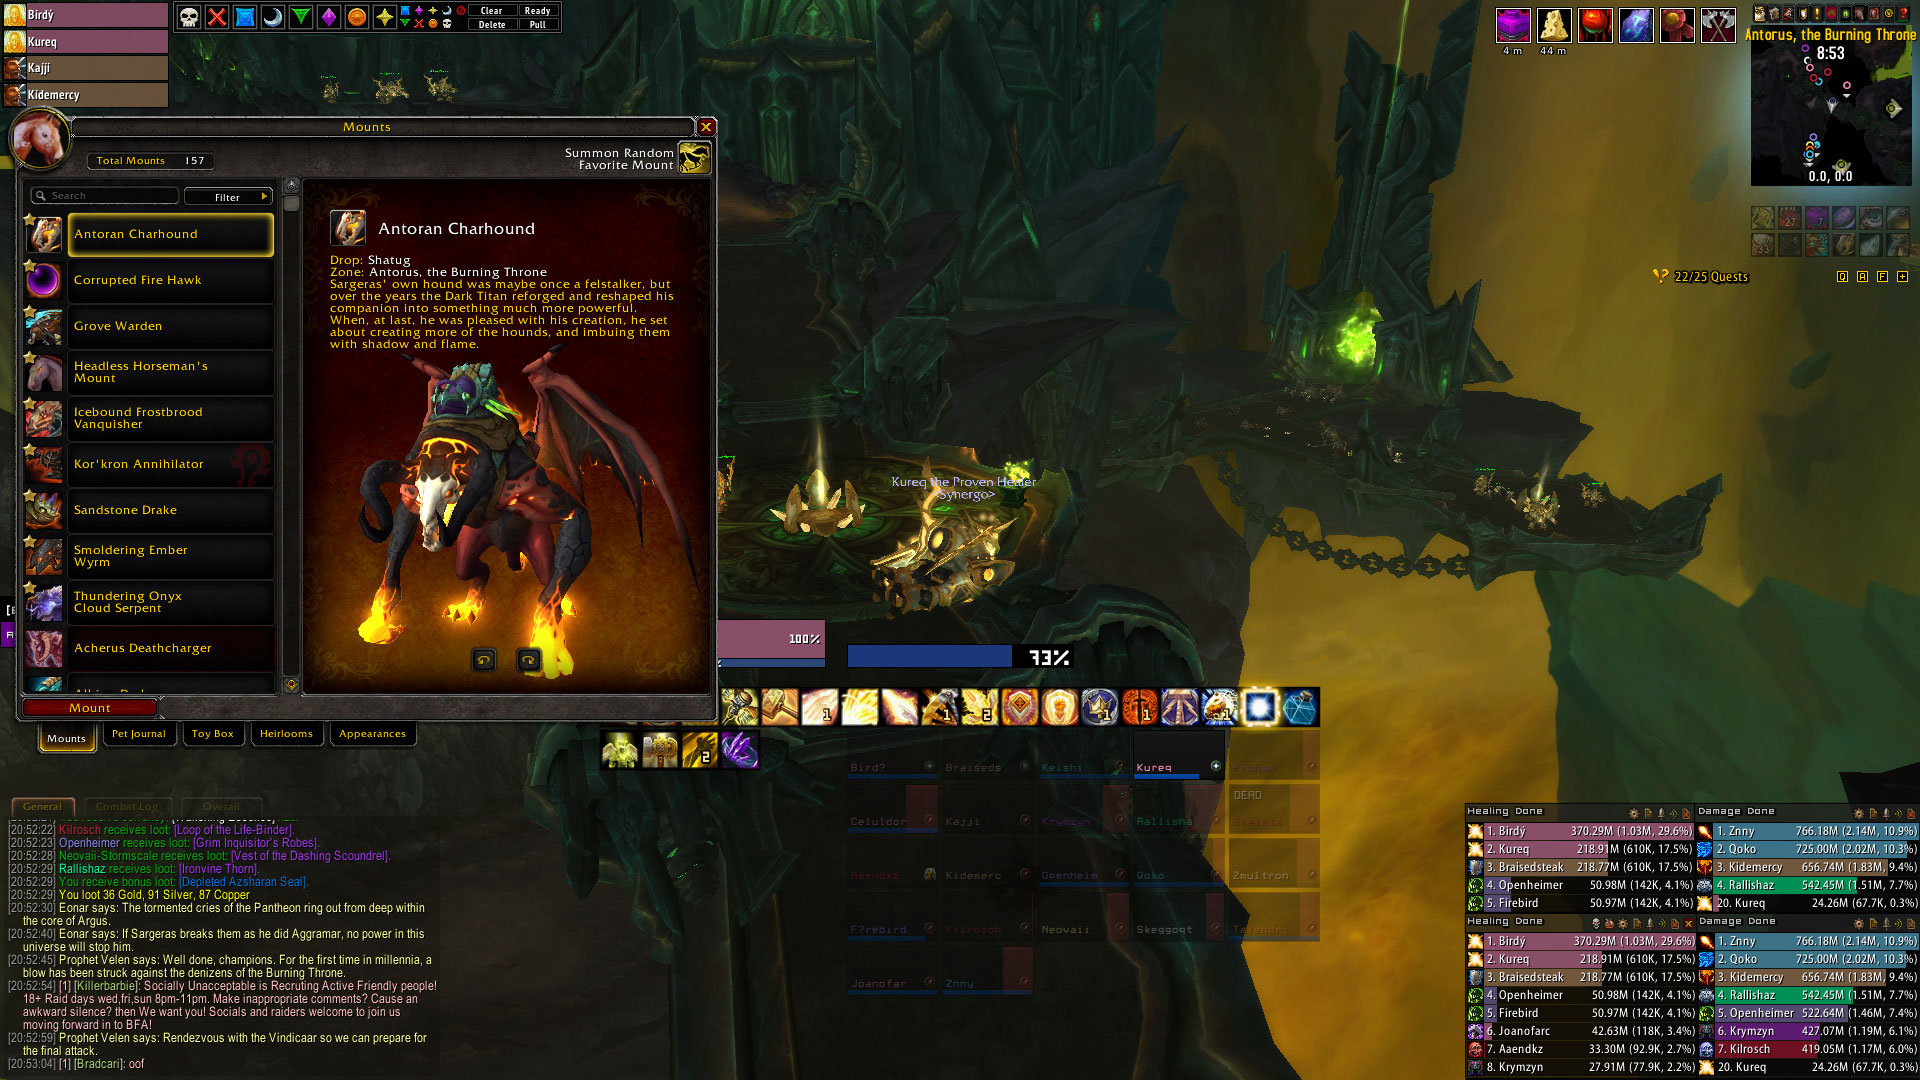 Birdý
Kureq
Kajjí
Kidemercy
Clear
Ready
Delete
Pull
4 m
44 m
Antorus, the Burning Throne
8:53
0.0, 0.0
22/25 Quests
Q
A
F
+
Mounts
Total Mounts 157
Summon Random
Favorite Mount
Search
Filter
Antoran Charhound
Corrupted Fire Hawk
Grove Warden
Headless Horseman's
Mount
Icebound Frostbrood
Vanquisher
Kor'kron Annihilator
Sandstone Drake
Smoldering Ember
Wyrm
Thundering Onyx
Cloud Serpent
Acherus Deathcharger
Antoran Charhound
Drop: Shatug
Zone: Antorus, the Burning Throne
Sargeras' own hound was maybe once a felstalker, but
over the years the Dark Titan reforged and reshaped his
companion into something much more powerful.
When, at last, he was pleased with his creation, he set
about creating more of the hounds, and imbuing them
with shadow and flame.
Mount
Mounts
Pet Journal
Toy Box
Heirlooms
Appearances
Kureq the Proven Healer
<Synergo>
100%
73%
1
1
2
1
1
1
2
Bird?
Braiseds
Keishi
Kureq
Celuldor
Kajji
Krymzyn
Rallisha
DEAD
Aaendkz
Kidemerc
Openheim
Qoko
Zmultron
F?rebird
Kilrosch
Neovaii
Skeggogt
Talendri
Joanofar
Znny
General
Combat Log
Overall
[20:52:22] Kilrosch receives loot: [Loop of the Life-Binder].
[20:52:23] Openheimer receives loot: [Grim Inquisitor's Robes].
[20:52:28] Neovaii-Stormscale receives loot: [Vest of the Dashing Scoundrel].
[20:52:29] Rallishaz receives loot: [Ironvine Thorn].
[20:52:29] You receive bonus loot: [Depleted Azsharan Seal].
[20:52:29] You loot 36 Gold, 91 Silver, 87 Copper
[20:52:30] Eonar says: The tormented cries of the Pantheon ring out from deep within
the core of Argus.
[20:52:40] Eonar says: If Sargeras breaks them as he did Aggramar, no power in this
universe will stop him.
[20:52:45] Prophet Velen says: Well done, champions. For the first time in millennia, a
blow has been struck against the denizens of the Burning Throne.
[20:52:54] [1] [Killerbarbie]: Socially Unacceptable is Recruting Active Friendly people!
18+ Raid days wed,fri,sun 8pm-11pm. Make inappropriate comments? Cause an
awkward silence? then We want you! Socials and raiders welcome to join us
moving forward in to BFA!
[20:52:59] Prophet Velen says: Rendezvous with the Vindicaar so we can prepare for
the final attack.
[20:53:04] [1] [Bradcari]: oof
Healing Done
1. Birdý 370.29M (1.03M, 29.6%)
2. Kureq 218.91M (610K, 17.5%)
3. Braisedsteak 218.77M (610K, 17.5%)
4. Openheimer 50.98M (142K, 4.1%)
5. Firebird 50.97M (142K, 4.1%)
Damage Done
1. Znny 766.18M (2.14M, 10.9%)
2. Qoko 725.00M (2.02M, 10.3%)
3. Kidemercy 656.74M (1.83M, 9.4%)
4. Rallishaz 542.45M (1.51M, 7.7%)
20. Kureq 24.26M (67.7K, 0.3%)
Healing Done
1. Birdý 370.29M (1.03M, 29.6%)
2. Kureq 218.91M (610K, 17.5%)
3. Braisedsteak 218.77M (610K, 17.5%)
4. Openheimer 50.98M (142K, 4.1%)
5. Firebird 50.97M (142K, 4.1%)
6. Joanofarc 42.63M (118K, 3.4%)
7. Aaendkz 33.30M (92.9K, 2.7%)
8. Krymzyn 27.91M (77.9K, 2.2%)
Damage Done
1. Znny 766.18M (2.14M, 10.9%)
2. Qoko 725.00M (2.02M, 10.3%)
3. Kidemercy 656.74M (1.83M, 9.4%)
4. Rallishaz 542.45M (1.51M, 7.7%)
5. Openheimer 522.64M (1.46M, 7.4%)
6. Krymzyn 427.07M (1.19M, 6.1%)
7. Kilrosch 419.05M (1.17M, 6.0%)
20. Kureq 24.26M (67.7K, 0.3%)